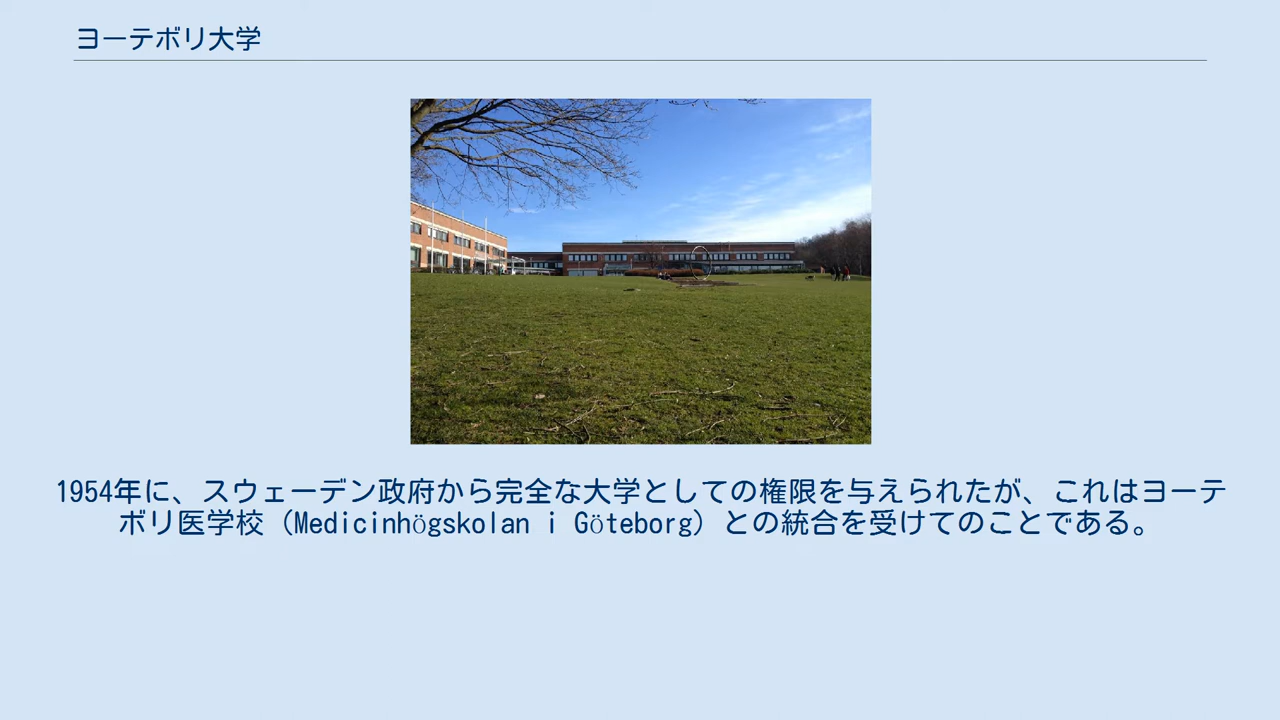 ヨーテボリ大学
1954年に、スウェーデン政府から完全な大学としての権限を与えられたが、これはヨーテ
ボリ医学校（Medicinhögskolan i Göteborg）との統合を受けてのことである。